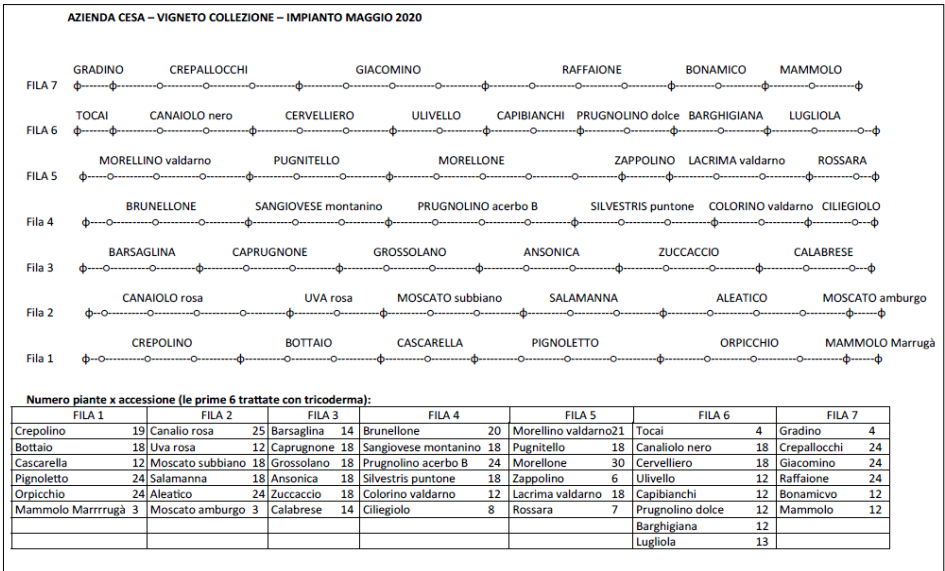 AZIENDA CESA – VIGNETO COLLEZIONE – IMPIANTO MAGGIO 2020
GRADINO CREPALLOCCHI GIACOMINO RAFFAIONE BONAMICO MAMMOLO
FILA 7
TOCAI CANAIOLO nero CERVELLIERO ULIVELLO CAPIBIANCHI PRUGNOLINO dolce BARGHIGIANA LUGLIOLA
FILA 6
MORELLINO valdarno PUGNITELLO MORELLONE ZAPPOLINO LACRIMA valdarno ROSSARA
FILA 5
BRUNELLONE SANGIOVESE montanino PRUGNOLINO acerbo B SILVESTRIS puntone COLORINO valdarno CILIEGIOLO
Fila 4
BARSAGLINA CAPRUGNONE GROSSOLANO ANSONICA ZUCCACCIO CALABRESE
Fila 3
CANAIOLO rosa UVA rosa MOSCATO subbiano SALAMANNA ALEATICO MOSCATO amburgo
Fila 2
CREPOLINO BOTTAIO CASCARELLA PIGNOLETTO ORPICCHIO MAMMOLO Marrugà
Fila 1
Numero piante x accessione (le prime 6 trattate con tricoderma):
FILA 1 FILA 2 FILA 3 FILA 4 FILA 5 FILA 6 FILA 7
Crepolino 19 Canalio rosa 25 Barsaglina 14 Brunellone 20 Morellino valdarno21 Tocai 4 Gradino 4
Bottaio 18 Uva rosa 12 Caprugnone 18 Sangiovese montanino 18 Pugnitello 18 Canaliolo nero 18 Crepallocchi 24
Cascarella 12 Moscato subbiano 18 Grossolano 18 Prugnolino acerbo B 24 Morellone 30 Cervelliero 18 Giacomino 24
Pignoletto 24 Salamanna 18 Ansonica 18 Silvestris puntone 18 Zappolino 6 Ulivello 12 Raffaione 24
Orpicchio 24 Aleatico 24 Zuccaccio 18 Colorino valdarno 12 Lacrima valdarno 18 Capibianchi 12 Bonamicvo 12
Mammolo Marrrrugà 3 Moscato amburgo 3 Calabrese 14 Ciliegiolo 8 Rossara 7 Prugnolino dolce 12 Mammolo 12
Barghigiana 12
Lugliola 13